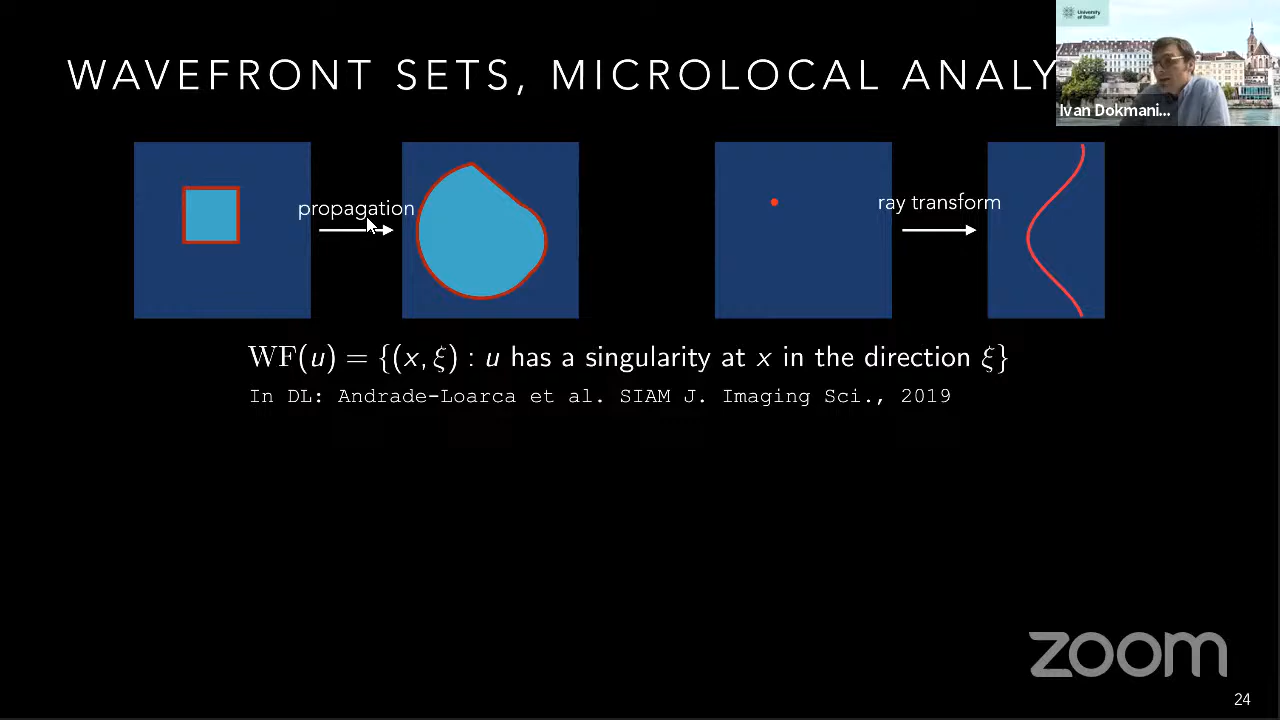 WAVEFRONT SETS, MICROLOCAL ANALY
University
of Basel
Ivan Dokmani...
propagation
ray transform
WF(u) = {(x, ξ) : u has a singularity at x in the direction ξ}
In DL: Andrade-Loarca et al. SIAM J. Imaging Sci., 2019
zoom
24